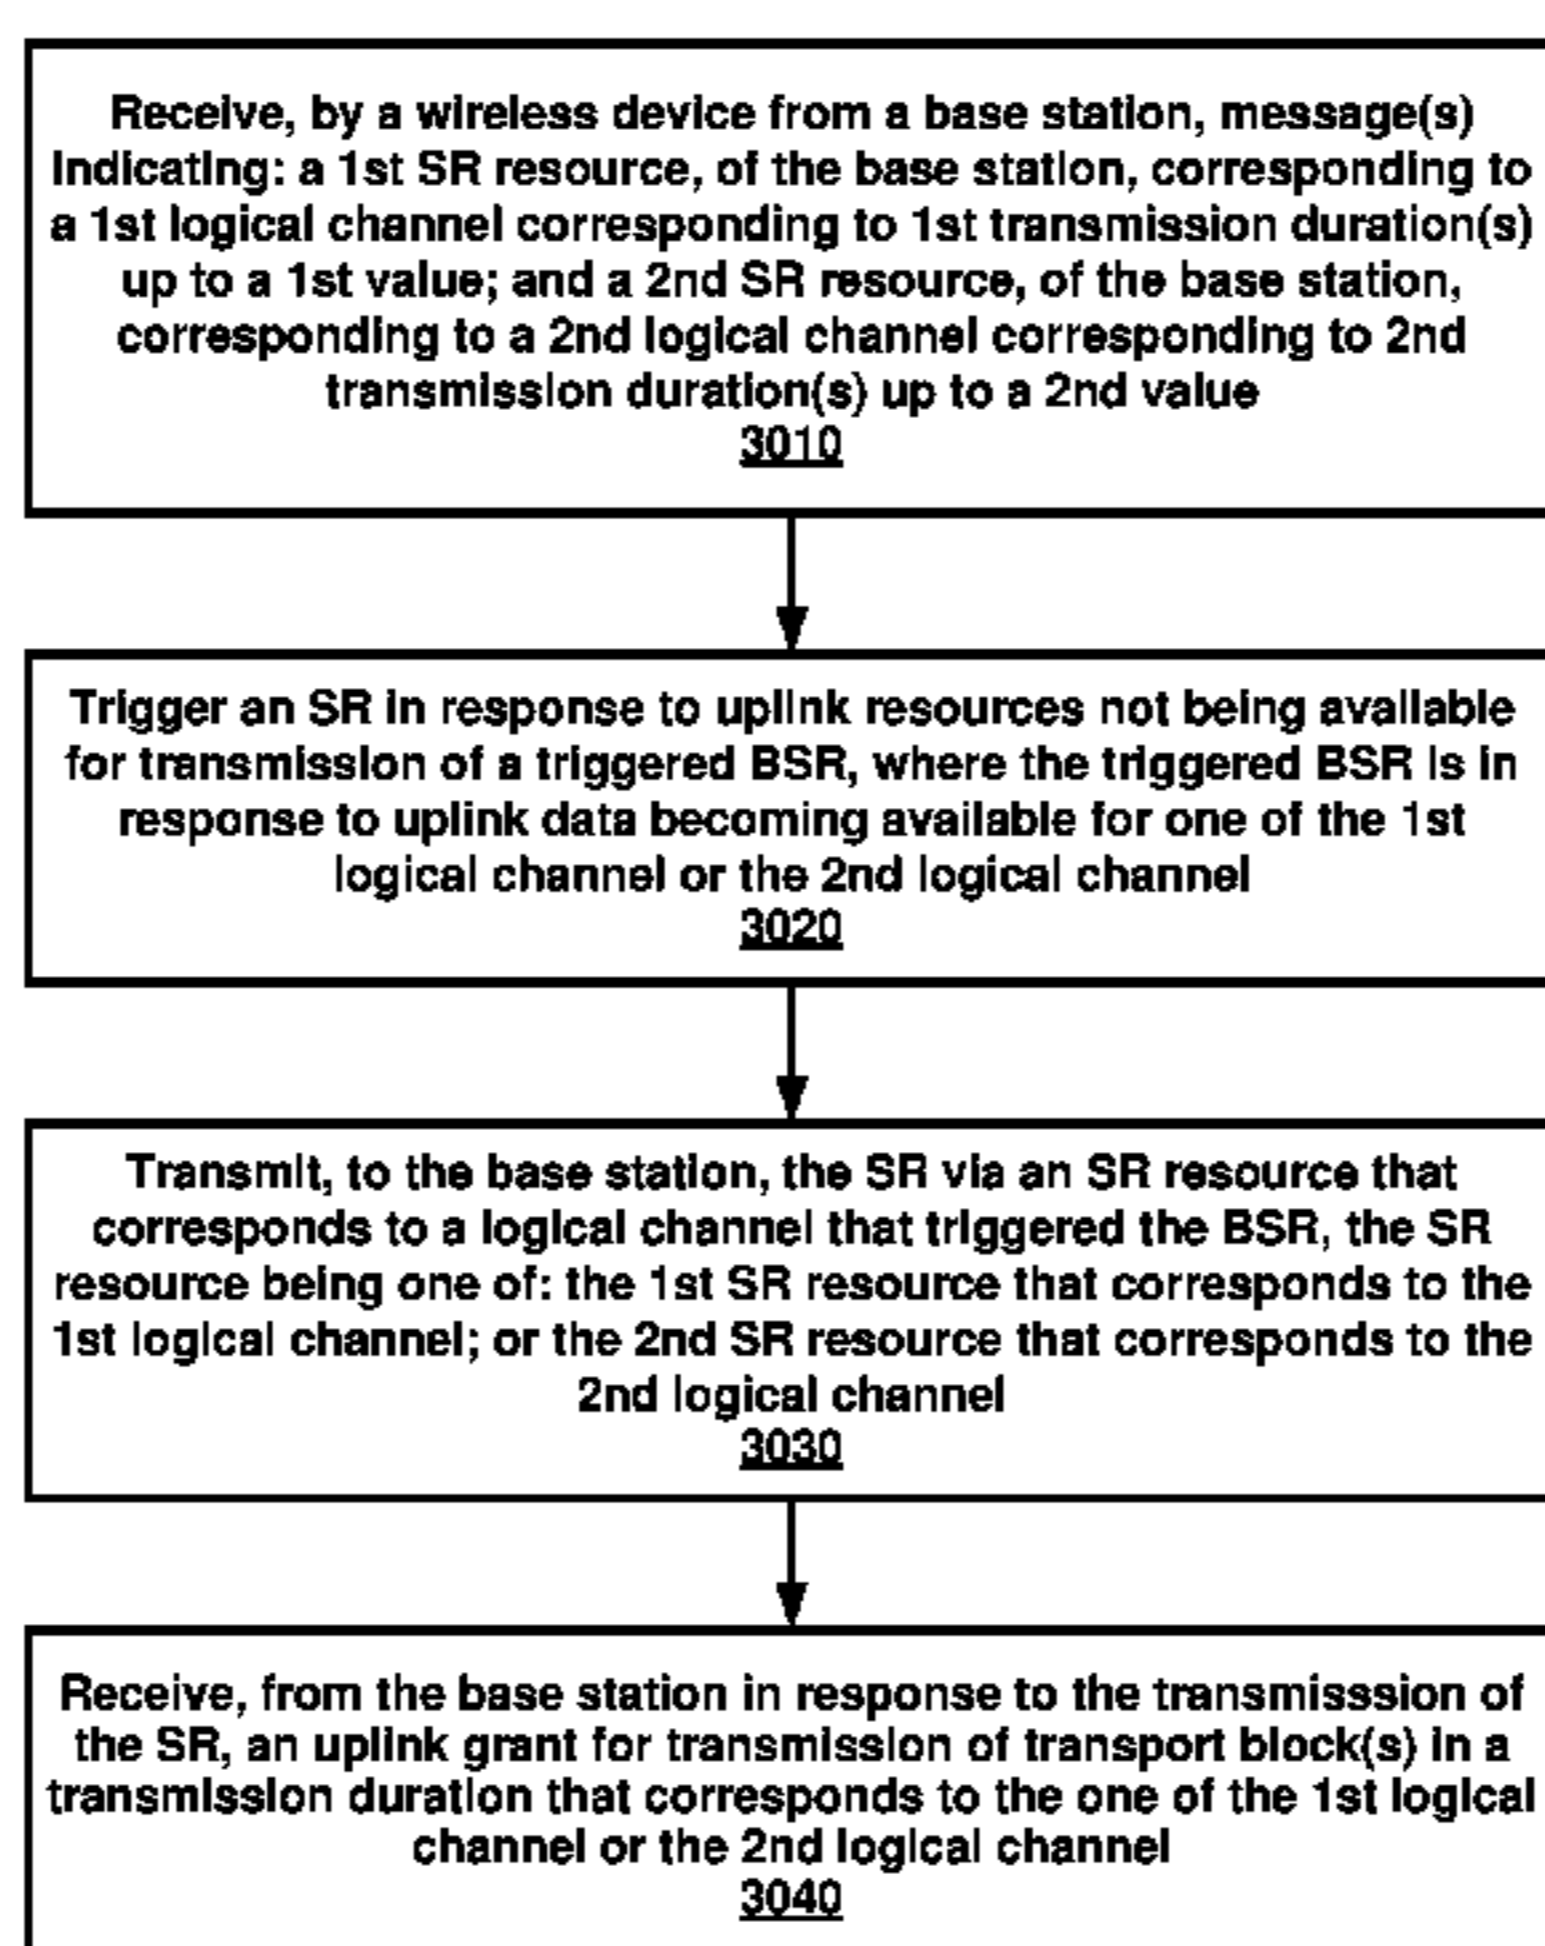 Receive, by a wireless device from a base station, message(s)
indicating: a 1st SR resource, of the base station, corresponding to
a 1st logical channel corresponding to 1st transmission duration(s)
up to a 1st value; and a 2nd SR resource, of the base station,
corresponding to a 2nd logical channel corresponding to 2nd
transmission duration(s) up to a 2nd value
3010
Trigger an SR in response to uplink resources not being available
for transmission of a triggered BSR, where the triggered BSR is in
response to uplink data becoming available for one of the 1st
logical channel or the 2nd logical channel
3020
Transmit, to the base station, the SR via an SR resource that
corresponds to a logical channel that triggered the BSR, the SR
resource being one of: the 1st SR resource that corresponds to the
1st logical channel; or the 2nd SR resource that corresponds to the
2nd logical channel
3030
Receive, from the base station in response to the transmisssion of
the SR, an uplink grant for transmission of transport block(s) in a
transmission duration that corresponds to the one of the 1st logical
channel or the 2nd logical channel
3040